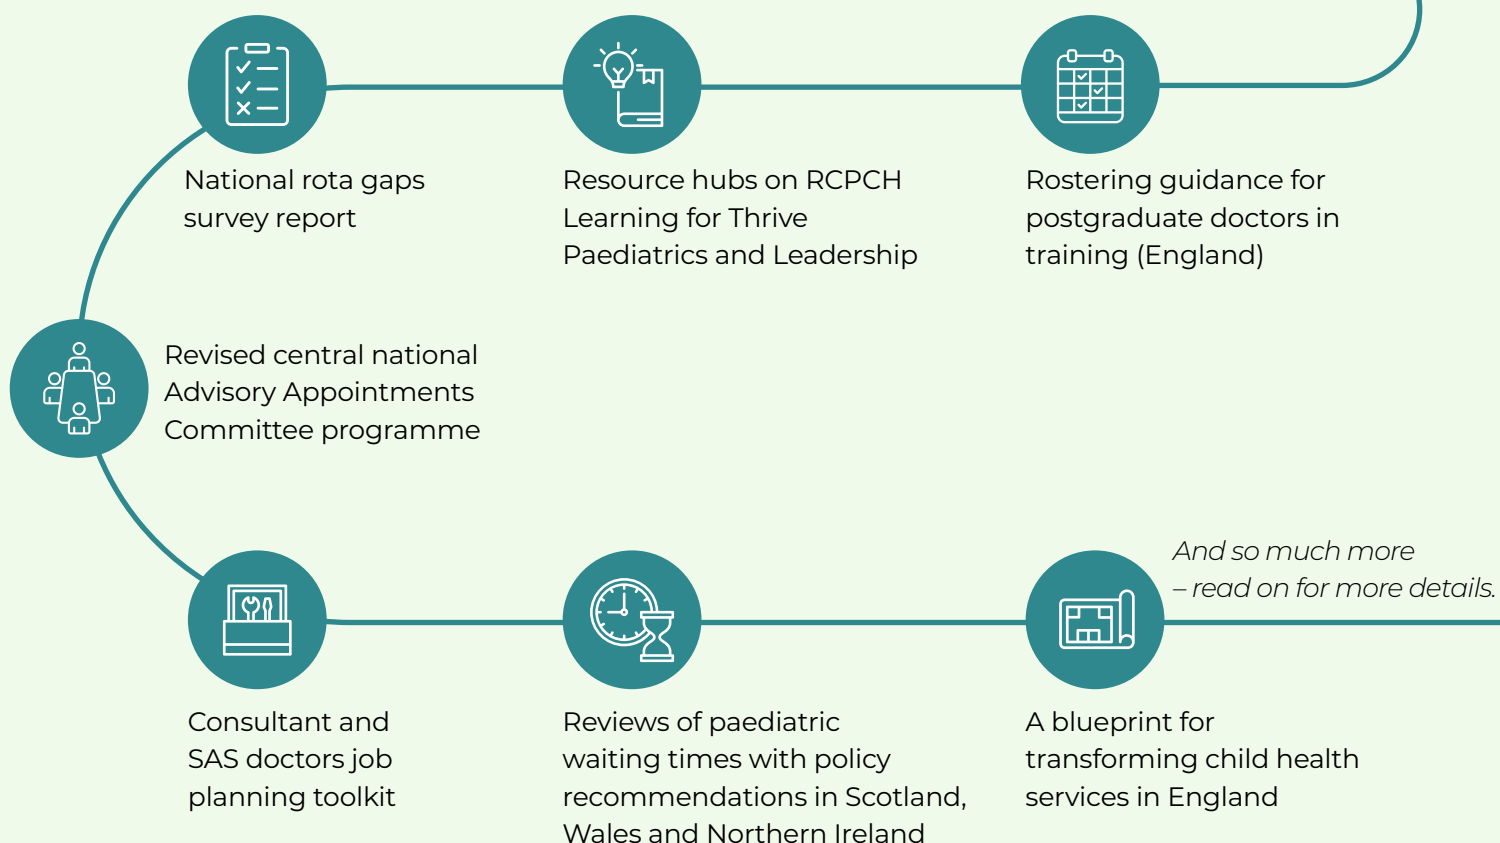 National rota gaps
survey report
Resource hubs on RCPCH
Learning for Thrive
Paediatrics and Leadership
Rostering guidance for
postgraduate doctors in
training (England)
Revised central national
Advisory Appointments
Committee programme
And so much more
– read on for more details.
Consultant and
SAS doctors job
planning toolkit
Reviews of paediatric
waiting times with policy
recommendations in Scotland,
Wales and Northern Ireland
A blueprint for
transforming child health
services in England